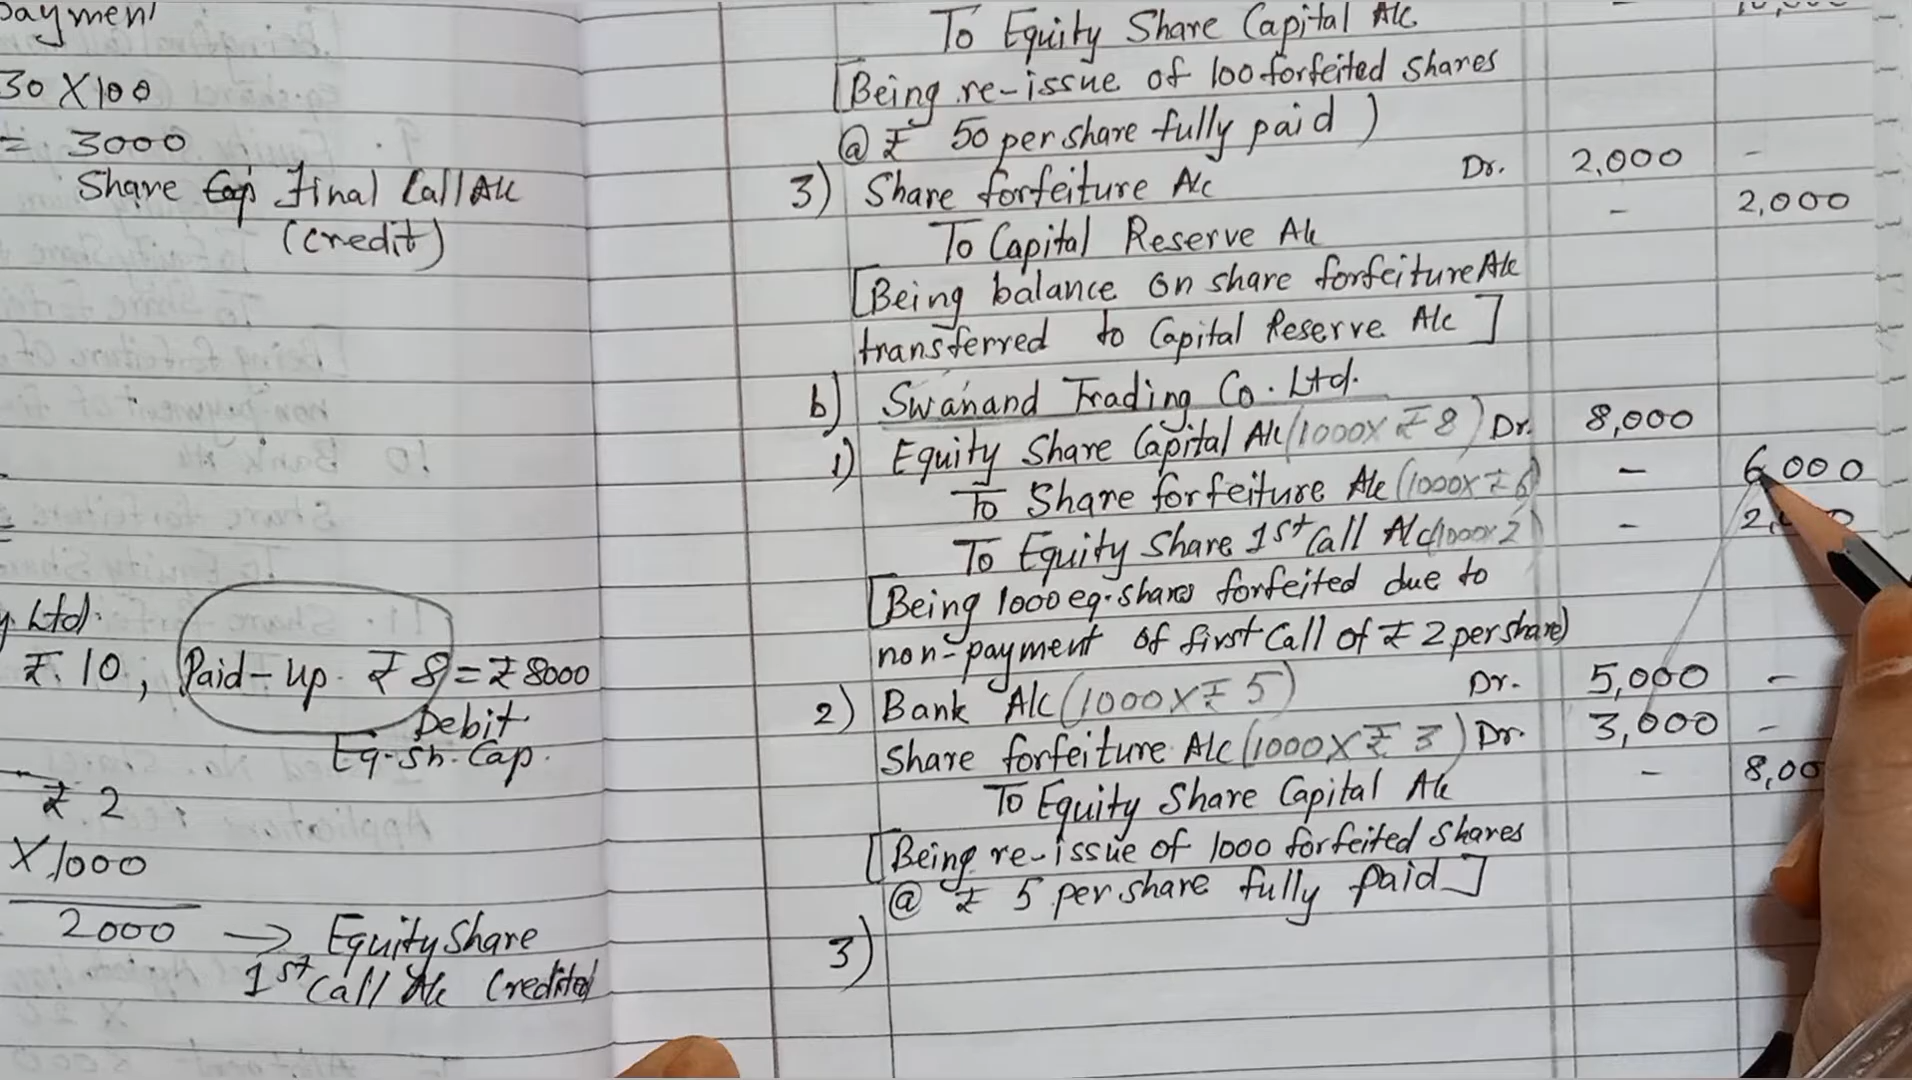 payment
30 X 100
= 3000
Share Final Call A/c
(credit)
y. Ltd.
₹ 10, Paid-up. ₹ 8 = ₹ 8000
Debit
Eq-Sh. Cap.
₹ 2
X 1000
2000 → Equity Share
1st Call A/c Credited
To Equity Share Capital A/c
[Being re-issue of 100 forfeited shares
@ ₹ 50 per share fully paid )
3) Share forfeiture A/c Dr. 2,000 -
To Capital Reserve A/c - 2,000
[Being balance on share forfeiture A/c
transferred to Capital Reserve A/c ]
b) Swanand Trading Co. Ltd.
1) Equity Share Capital A/c (1000 X ₹ 8) Dr. 8,000
To Share forfeiture A/c (1000 X ₹ 6) - 6,000
To Equity Share 1st Call A/c (1000 x 2) -
[Being 1000 eq. shares forfeited due to
non-payment of first Call of ₹ 2 per share)
2) Bank A/c (1000 X ₹ 5) Dr. 5,000 -
Share forfeiture A/c (1000 X ₹ 3) Dr. 3,000 -
To Equity Share Capital A/c - 8,00
[Being re-issue of 1000 forfeited shares
@ ₹ 5 per share fully paid ]
3)